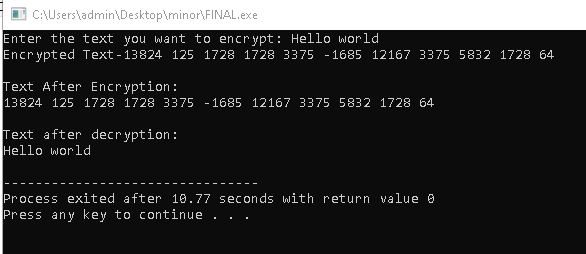 C:\Users\admin\Desktop\minor\FINAL.exe
Enter the text you want to encrypt: Hello world
Encrypted Text-13824 125 1728 1728 3375 -1685 12167 3375 5832 1728 64
Text After Encryption:
13824 125 1728 1728 3375 -1685 12167 3375 5832 1728 64
Text after decryption:
Hello world
--------------------------------
Process exited after 10.77 seconds with return value 0
Press any key to continue . . .